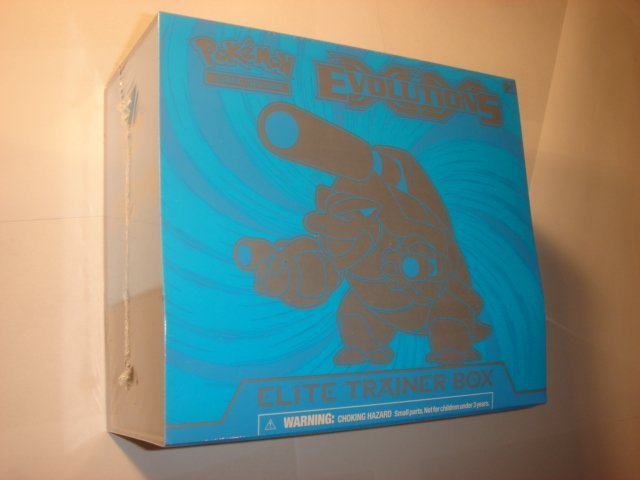 POKéMON
EVOLUTIONS
ELITE TRAINER BOX
WARNING: CHOKING HAZARD Small parts. Not for children under 3 years.